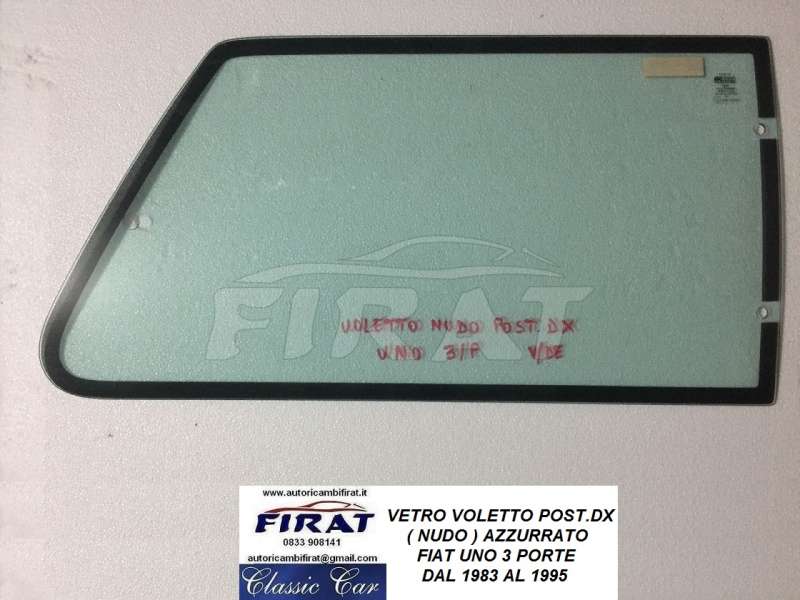 FIRAT
VOLETTO NUDO POST. DX
UNO 3/P V/DE
www.autoricambifirat.it
FIRAT
0833 908141
autoricambifirat@gmail.com
Classic Car
VETRO VOLETTO POST.DX
( NUDO ) AZZURRATO
FIAT UNO 3 PORTE
DAL 1983 AL 1995